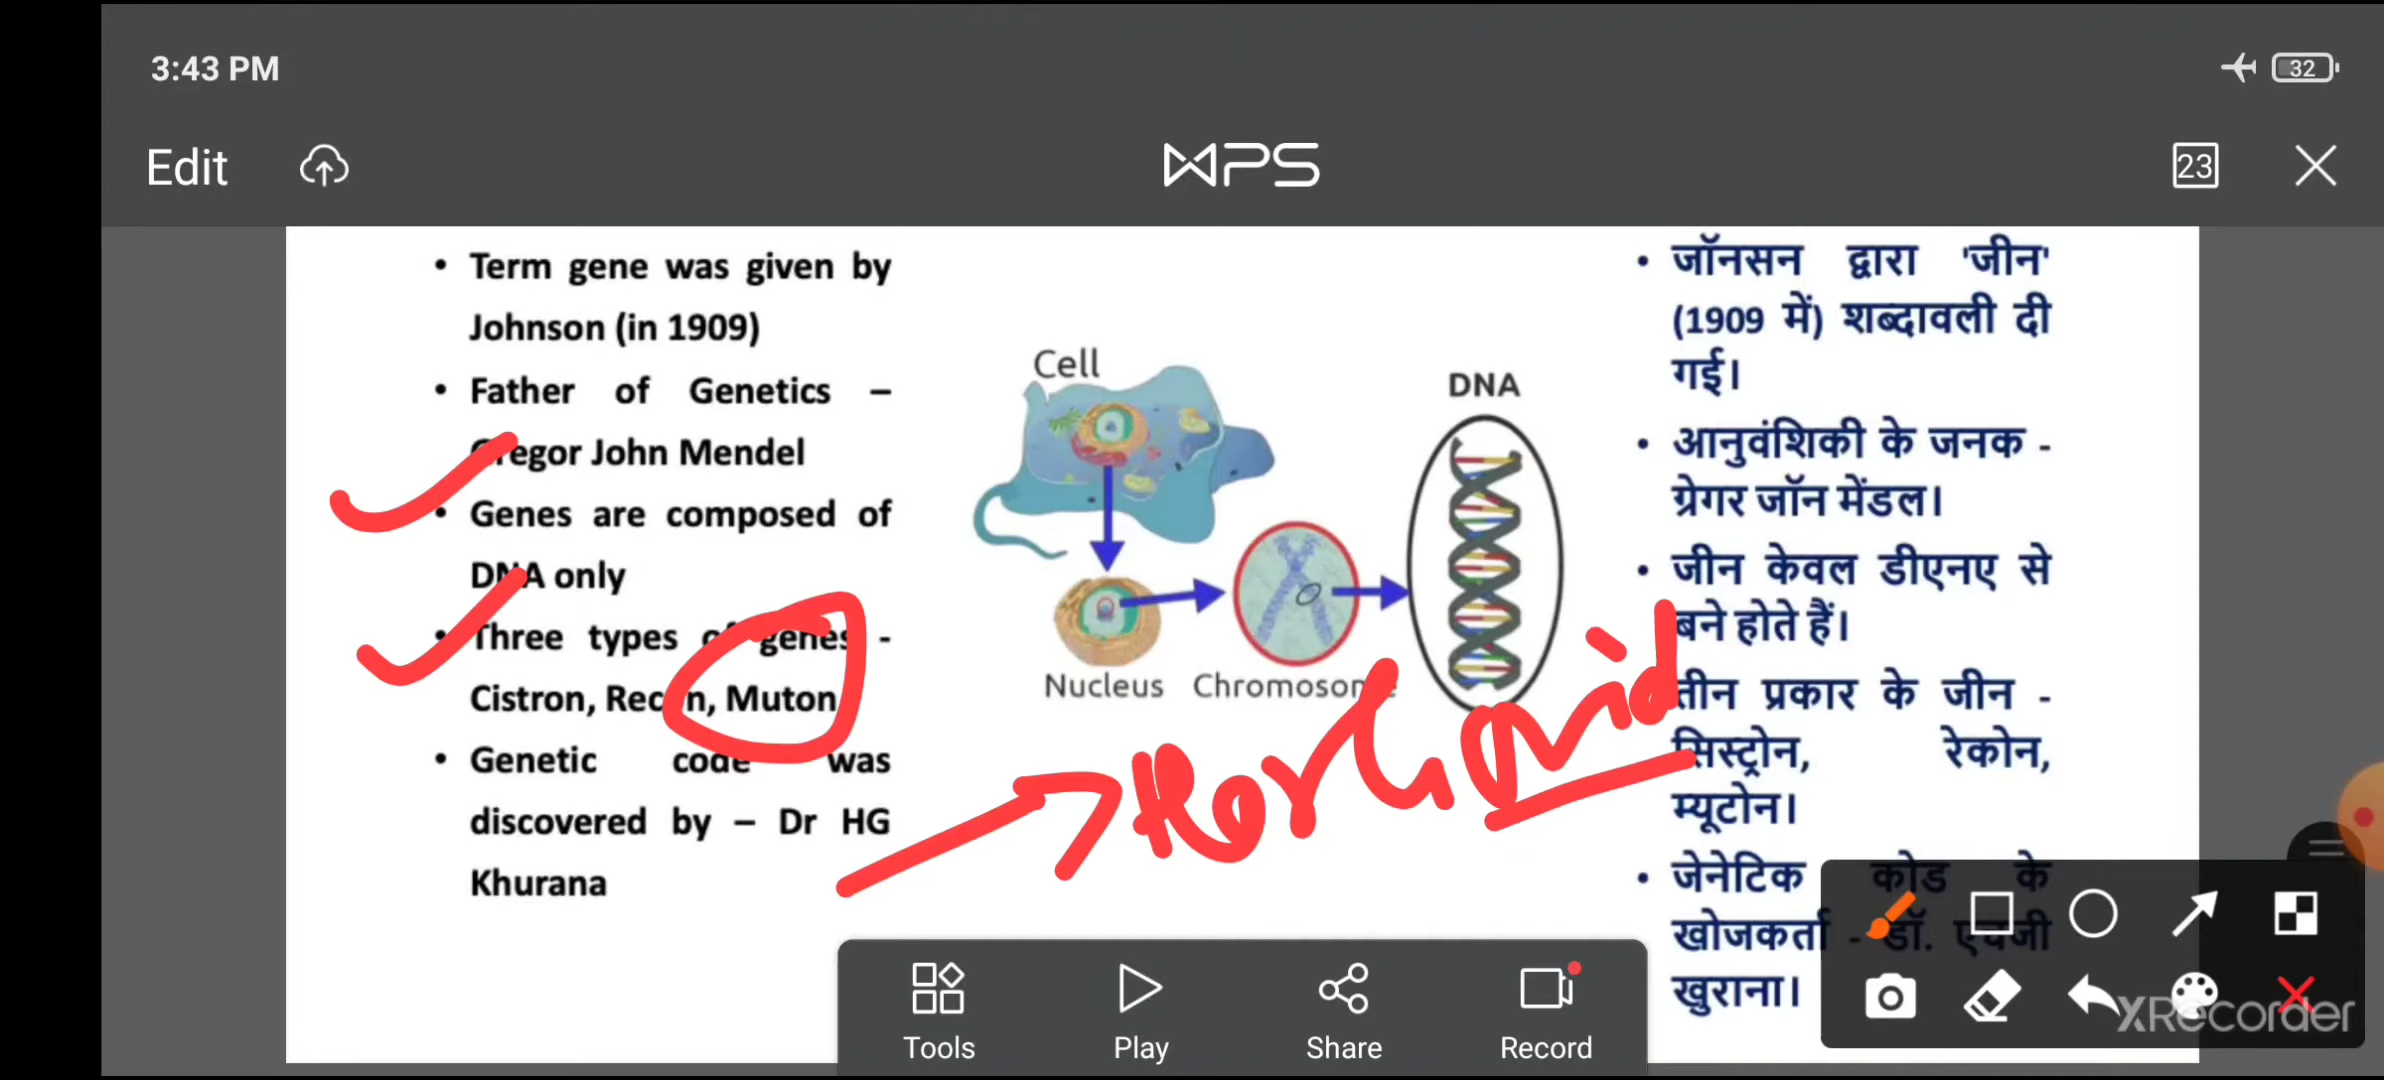 3:43 PM
32
Edit
WPS
23
• Term gene was given by
Johnson (in 1909)
• Father of Genetics –
Gregor John Mendel
• Genes are composed of
DNA only
• Three types of genes -
Cistron, Recon, Muton
• Genetic code was
discovered by – Dr HG
Khurana
Cell
DNA
Nucleus
Chromosome
• जॉनसन द्वारा 'जीन'
(1909 में) शब्दावली दी
गई।
• आनुवंशिकी के जनक -
ग्रेगर जॉन मेंडल।
• जीन केवल डीएनए से
बने होते हैं।
तीन प्रकार के जीन -
सिस्ट्रोन, रेकोन,
म्यूटोन।
• जेनेटिक कोड के
खोजकर्ता - डॉ. एचजी
खुराना।
Tools
Play
Share
Record
XRecorder